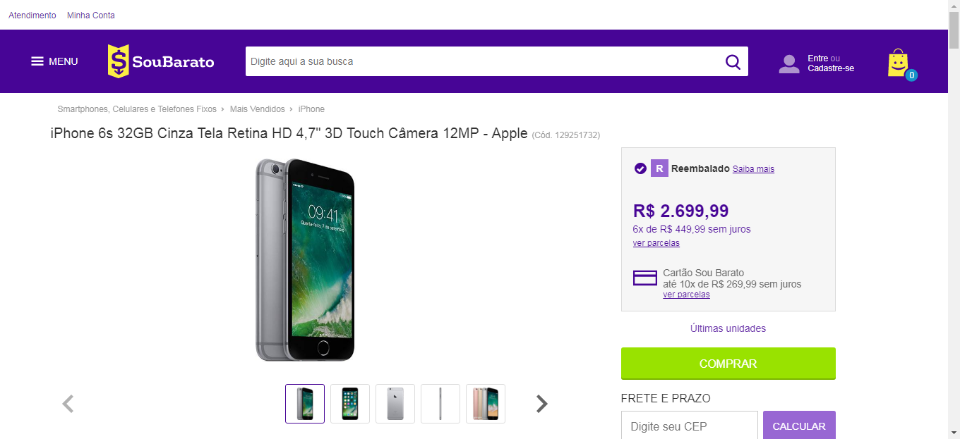 Atendimento Minha Conta
MENU
SouBarato
Digite aqui a sua busca
Entre ou
Cadastre-se
0
Smartphones, Celulares e Telefones Fixos > Mais Vendidos > iPhone
iPhone 6s 32GB Cinza Tela Retina HD 4,7" 3D Touch Câmera 12MP - Apple (Cód. 129251732)
R Reembalado Saiba mais
R$ 2.699,99
6x de R$ 449,99 sem juros
ver parcelas
Cartão Sou Barato
até 10x de R$ 269,99 sem juros
ver parcelas
09:41
Últimas unidades
COMPRAR
FRETE E PRAZO
Digite seu CEP
CALCULAR